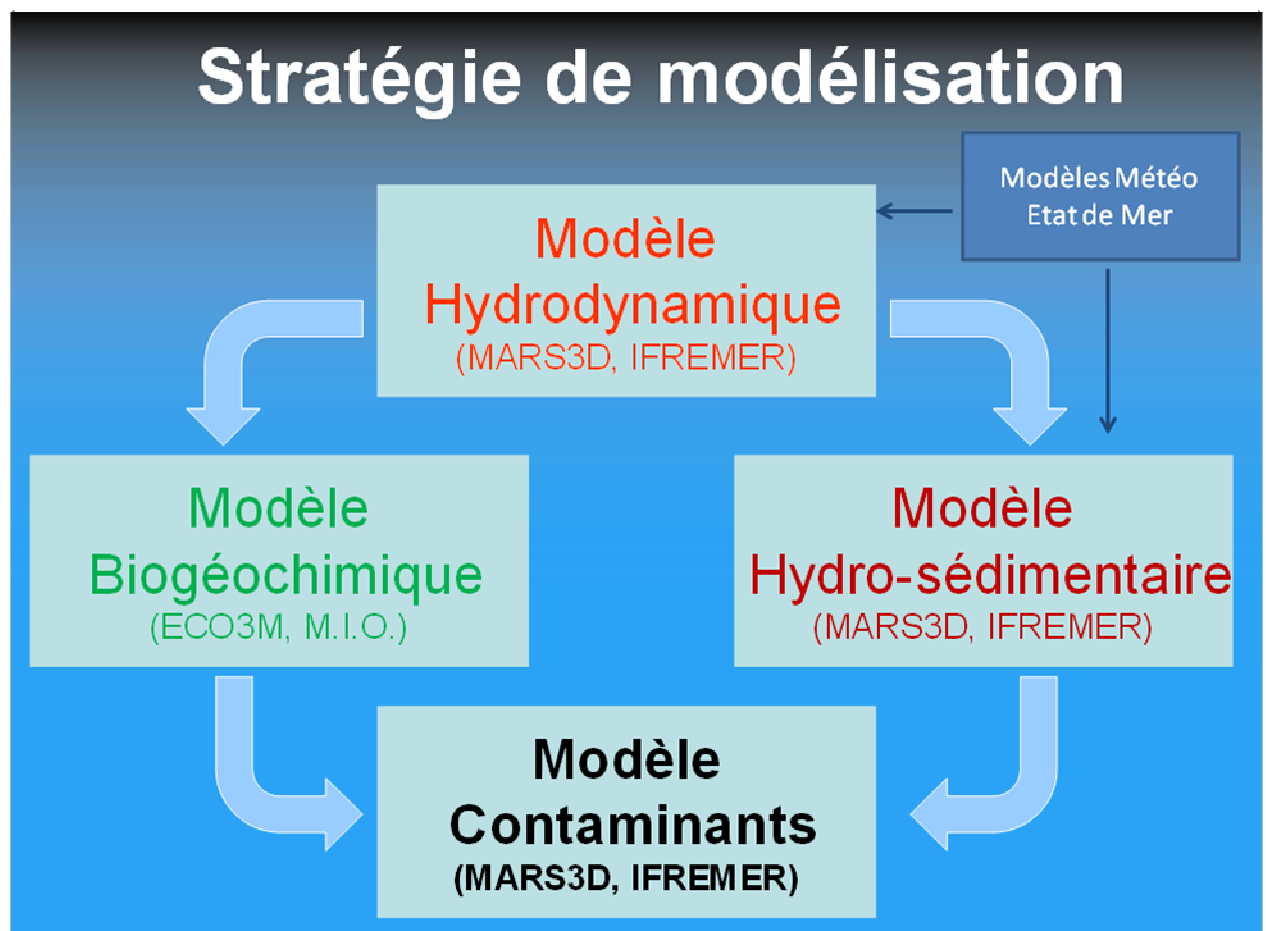 Stratégie de modélisation
Modèles Météo
Etat de Mer
Modèle
Hydrodynamique
(MARS3D, IFREMER)
Modèle
Biogéochimique
(ECO3M, M.I.O.)
Modèle
Hydro-sédimentaire
(MARS3D, IFREMER)
Modèle
Contaminants
(MARS3D, IFREMER)